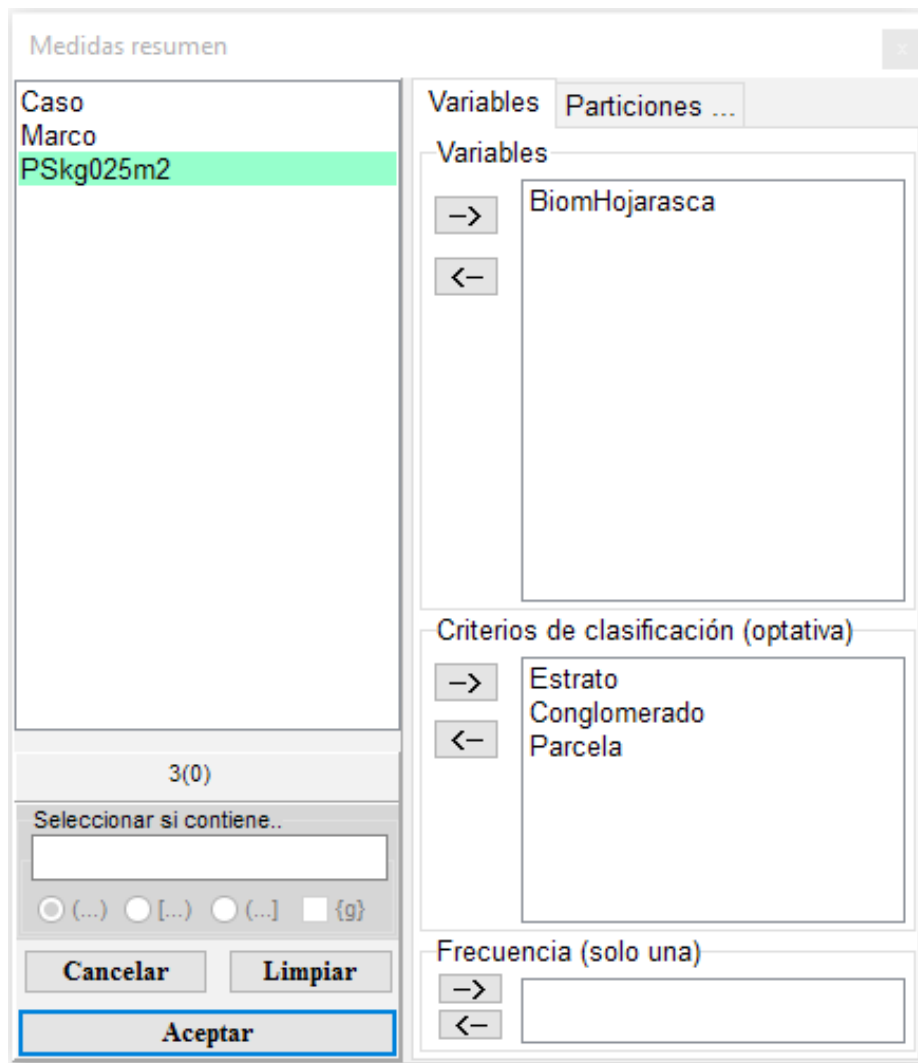 Medidas resumen
x
Caso
Marco
PSkg025m2
3(0)
Seleccionar si contiene..
(...) [...) (...] {g}
Cancelar Limpiar
Aceptar
Variables Particiones ...
Variables
–> BiomHojarasca
<–
Criterios de clasificación (optativa)
–> Estrato
Conglomerado
<– Parcela
Frecuencia (solo una)
–>
<–